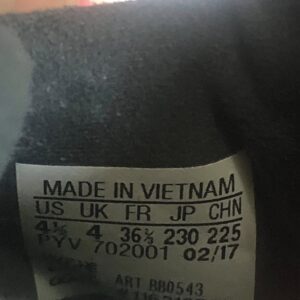 MADE IN VIETNAM
US UK FR JP CHN
4½ 4 36⅔ 230 225
PYV 702001 02/17
ART BB0543